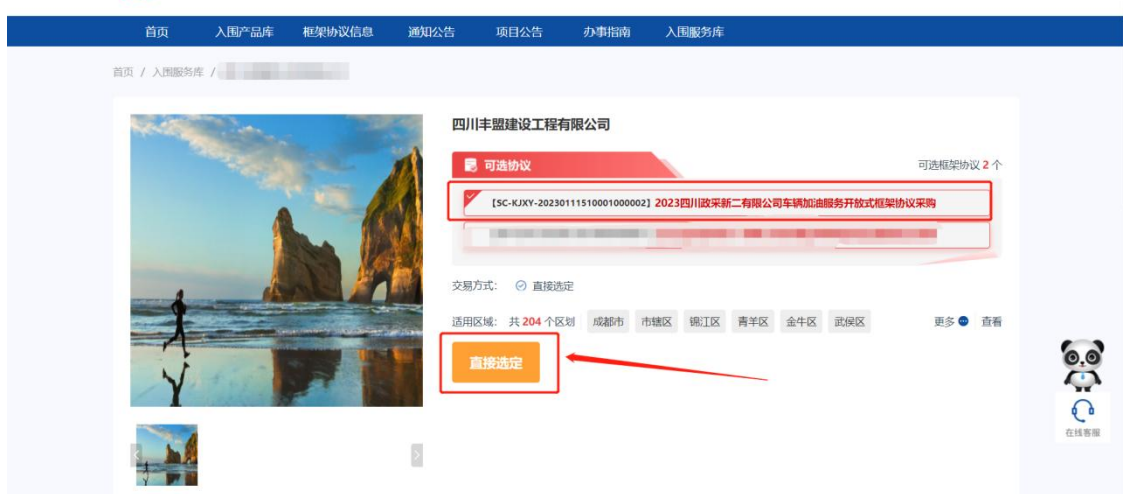 首页 入围产品库 框架协议信息 通知公告 项目公告 办事指南 入围服务库
首页 / 入围服务库 /
四川丰盟建设工程有限公司
可选协议 可选框架协议 2 个
【SC-KJXY-20230111510001000002】2023四川政采新二有限公司车辆加油服务开放式框架协议采购
交易方式: 直接选定
适用区域: 共 204 个区划 成都市 市辖区 锦江区 青羊区 金牛区 武侯区 更多 查看
直接选定
在线客服